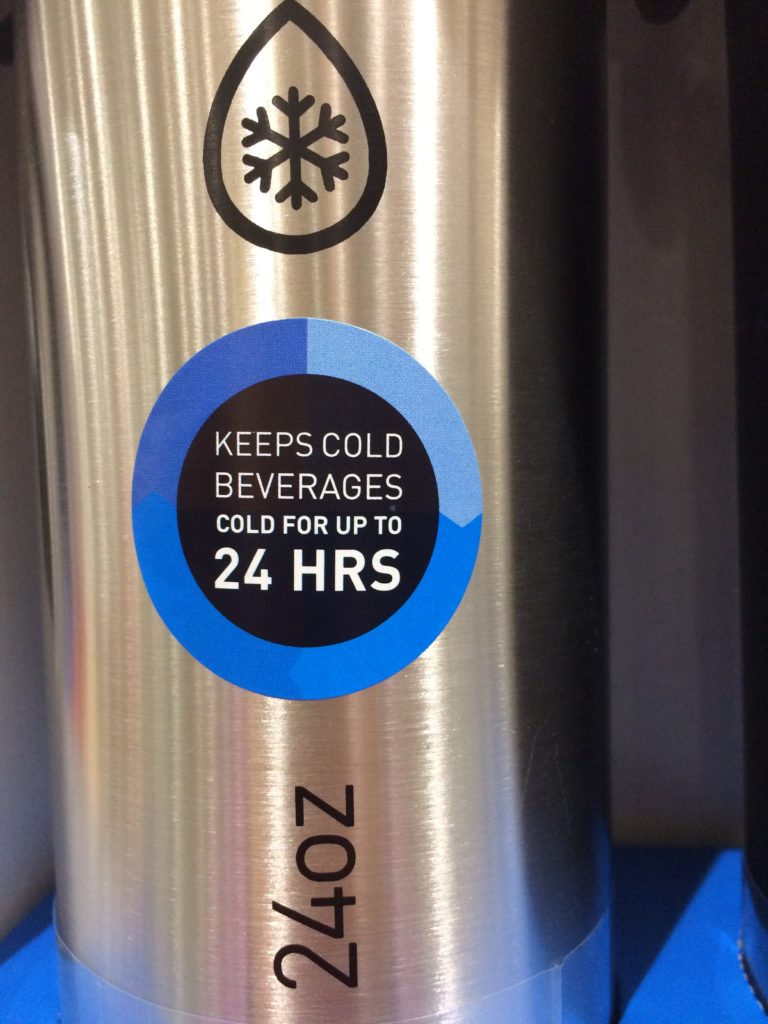 KEEPS COLD
BEVERAGES
COLD FOR UP TO
24 HRS
24oz